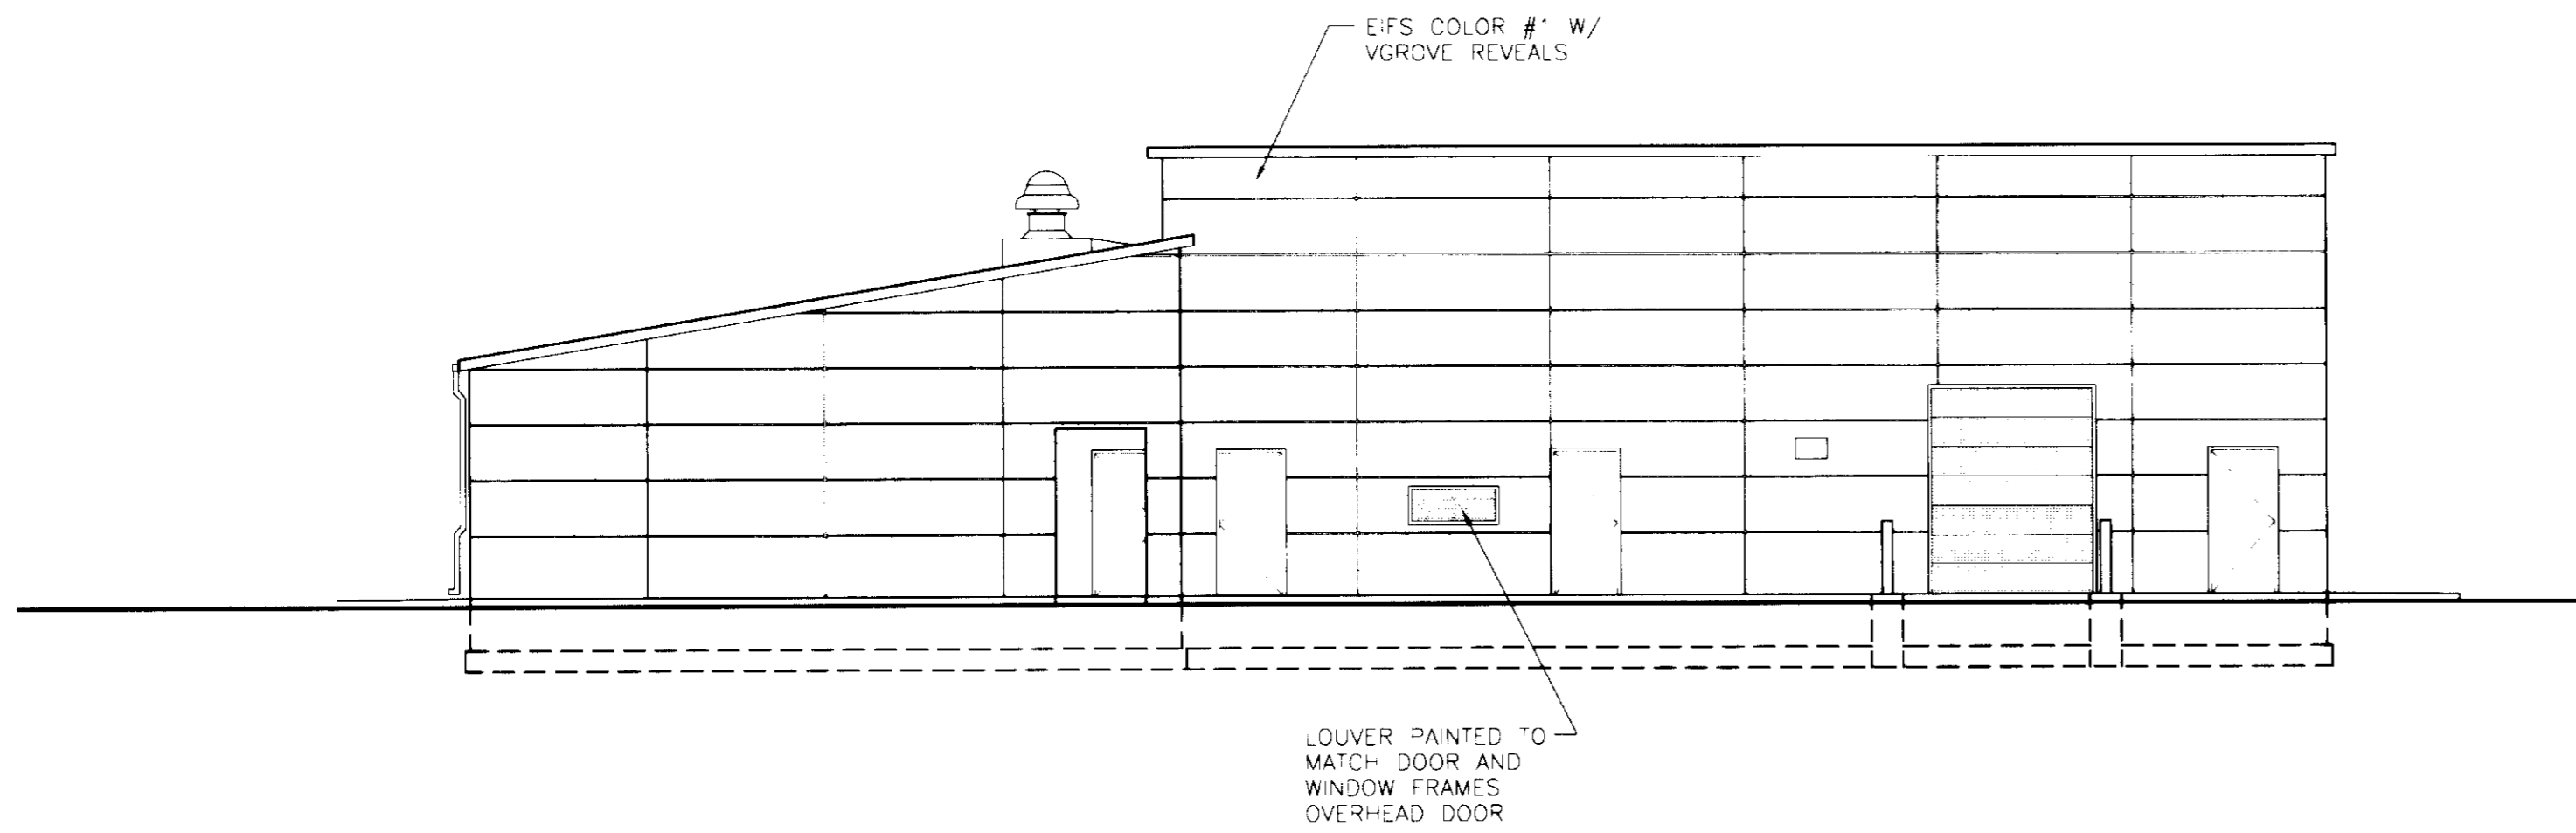 EIFS COLOR #1 W/
VGROVE REVEALS
LOUVER PAINTED TO
MATCH DOOR AND
WINDOW FRAMES
OVERHEAD DOOR